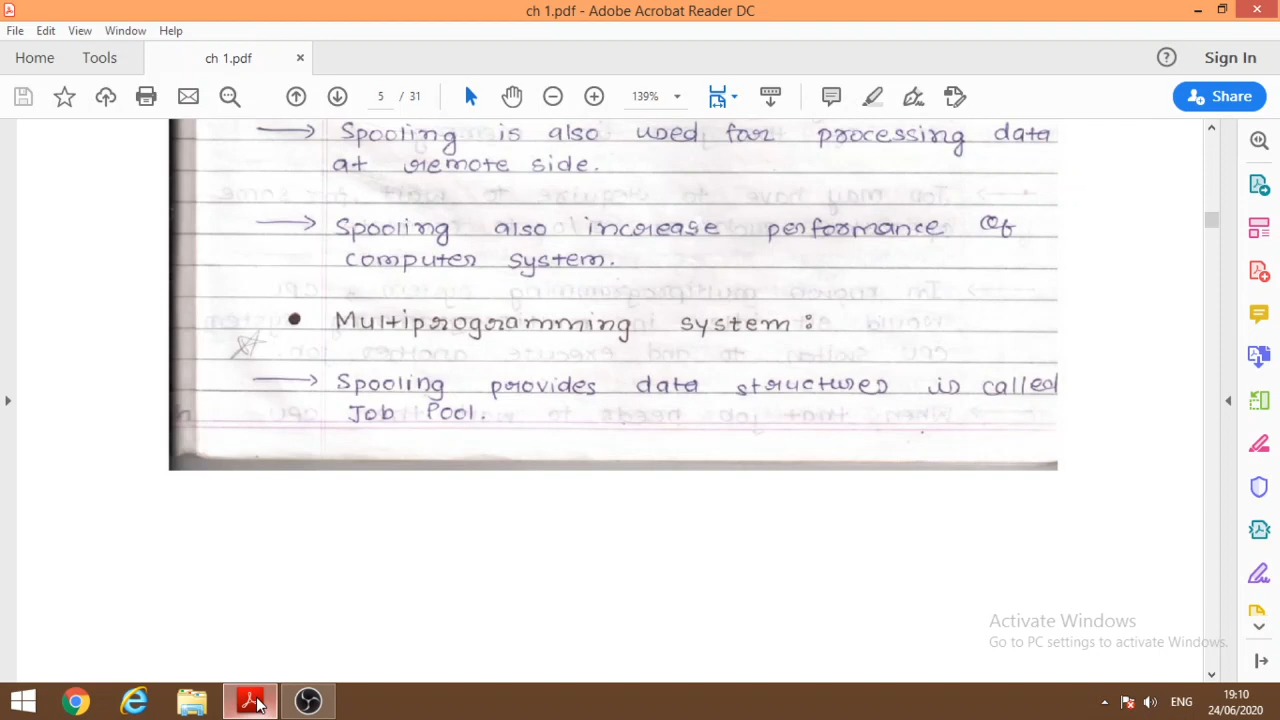 ch 1.pdf - Adobe Acrobat Reader DC
File Edit View Window Help
Home Tools ch 1.pdf Sign In
5 / 31 139% Share
Spooling is also used for processing data
at remote side.
Spooling also increase performance of
computer system.
Multiprogramming system:
Spooling provides data structures is called
Job Pool.
Activate Windows
Go to PC settings to activate Windows.
ENG
19:10
24/06/2020